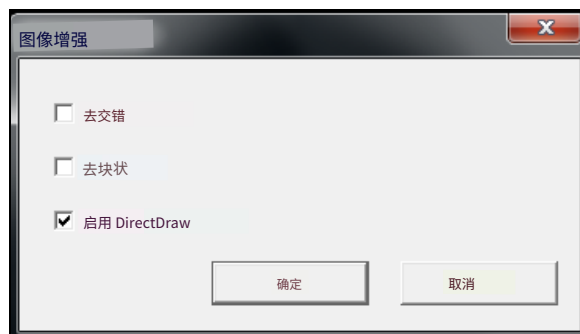 图像增强
去交错
去块状
启用 DirectDraw
确定
取消